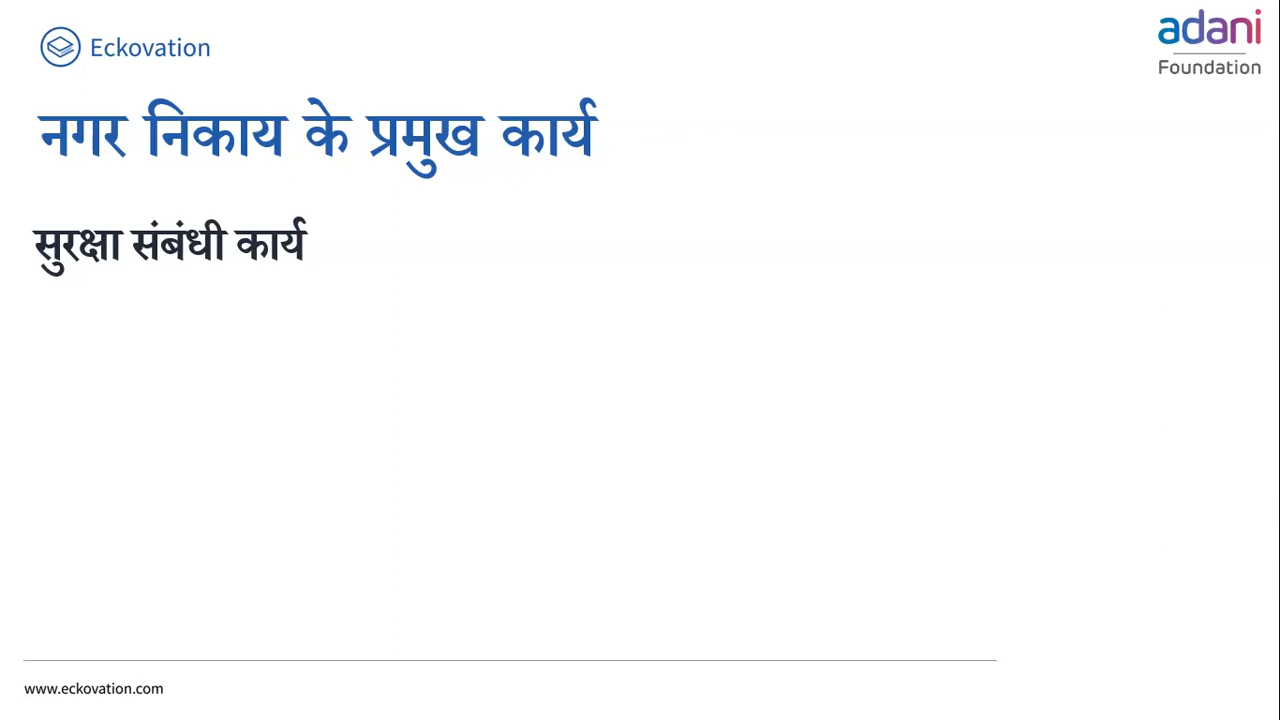 Eckovation
adani
Foundation
नगर निकाय के प्रमुख कार्य
सुरक्षा संबंधी कार्य
www.eckovation.com